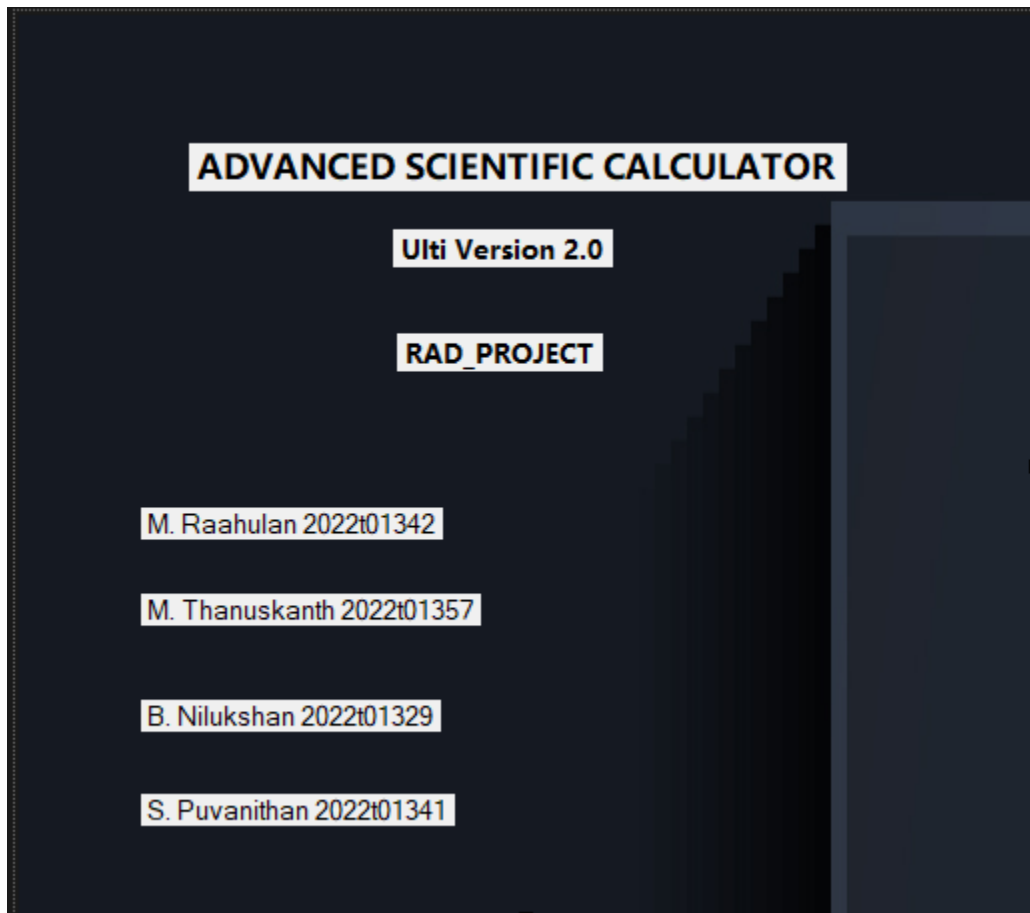 ADVANCED SCIENTIFIC CALCULATOR
Ulti Version 2.0
RAD_PROJECT
M. Raahulan 2022t01342
M. Thanuskanth 2022t01357
B. Nilukshan 2022t01329
S. Puvanithan 2022t01341